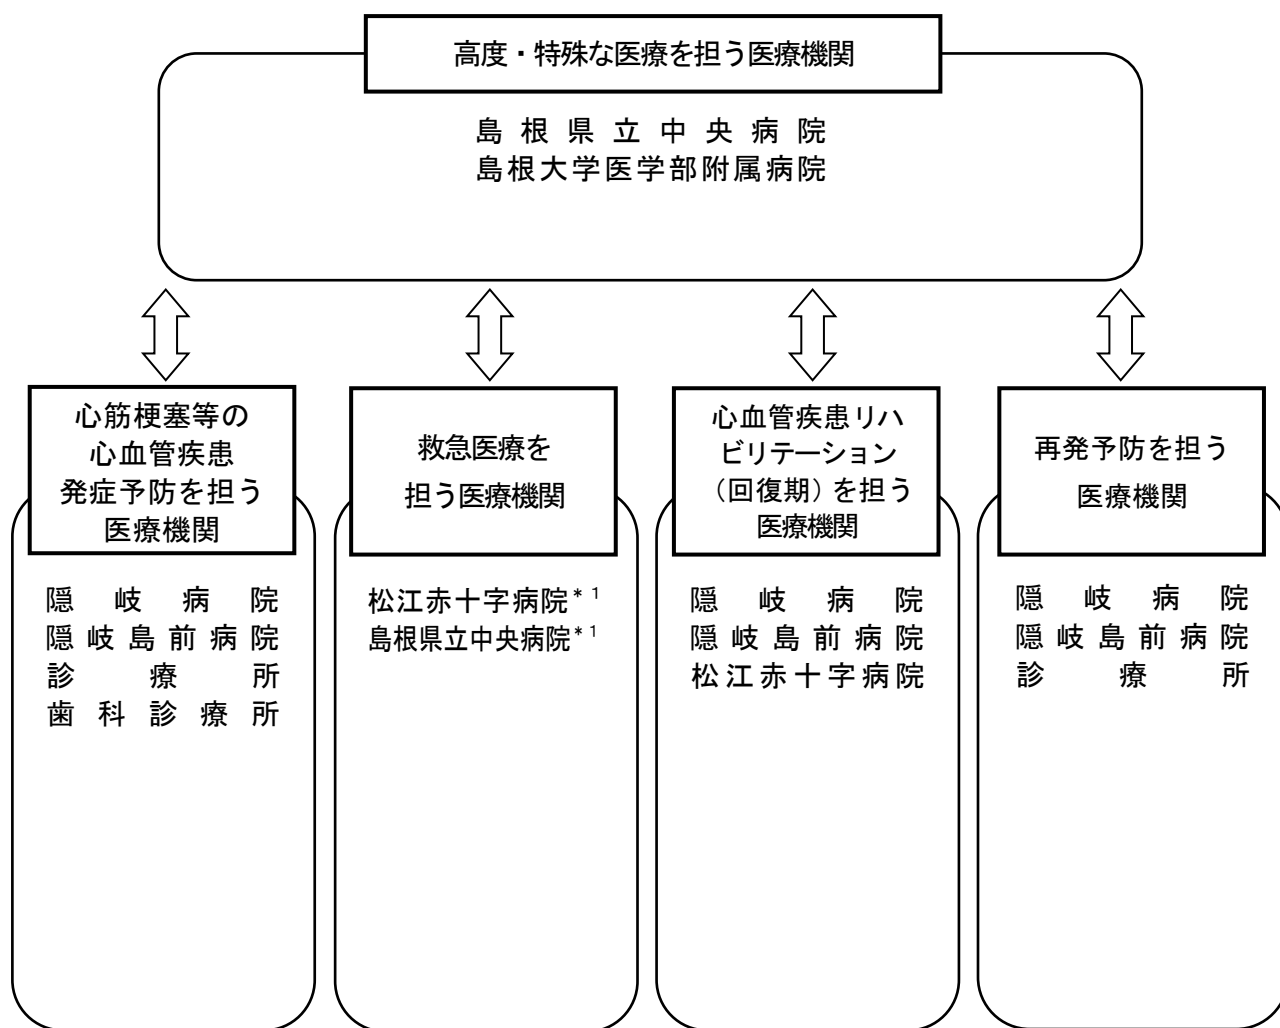 高度・特殊な医療を担う医療機関
島根県立中央病院
島根大学医学部附属病院
心筋梗塞等の
心血管疾患
発症予防を担う
医療機関
隠岐病院
隠岐島前病院
診療所
歯科診療所
救急医療を
担う医療機関
松江赤十字病院*1
島根県立中央病院*1
心血管疾患リハ
ビリテーション
（回復期）を担う
医療機関
隠岐病院
隠岐島前病院
松江赤十字病院
再発予防を担う
医療機関
隠岐病院
隠岐島前病院
診療所